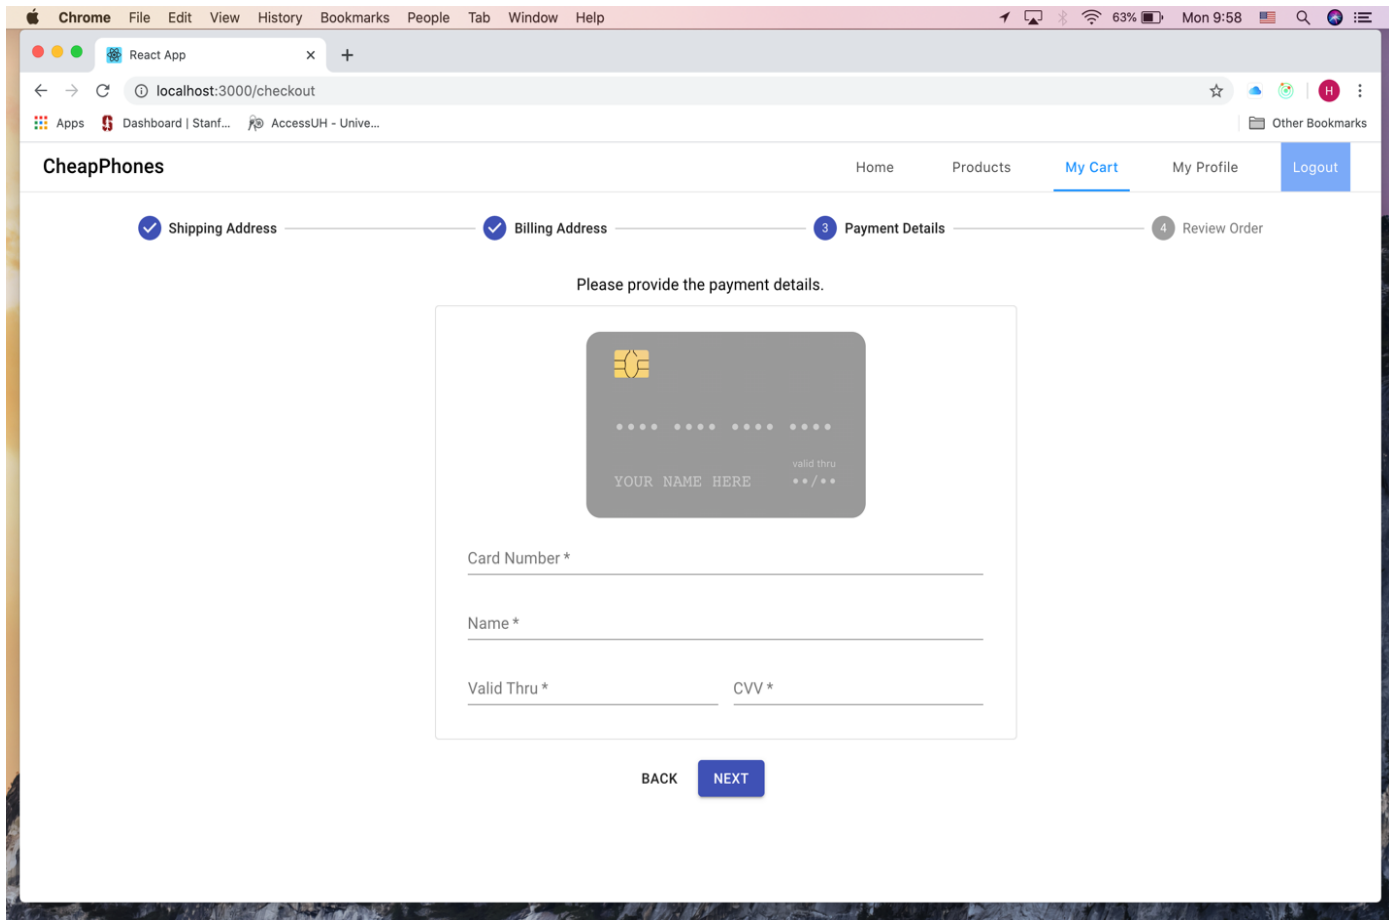 Chrome File Edit View History Bookmarks People Tab Window Help 63% Mon 9:58
React App
localhost:3000/checkout H
Apps Dashboard | Stanf... AccessUH - Unive... Other Bookmarks
CheapPhones Home Products My Cart My Profile Logout
Shipping Address Billing Address 3 Payment Details 4 Review Order
Please provide the payment details.
•••• •••• •••• ••••
valid thru
YOUR NAME HERE ••/••
Card Number *
Name *
Valid Thru * CVV *
BACK NEXT